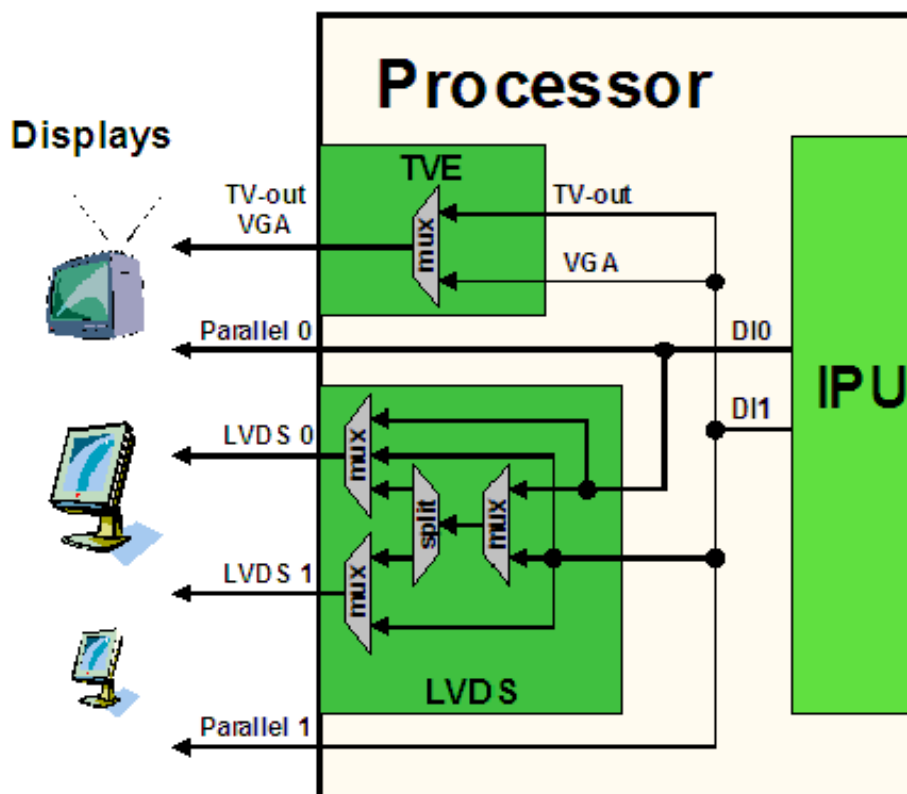 Processor
Displays
TVE
TV-out
VGA
mux
TV-out
VGA
Parallel 0
DI0
IPU
DI1
LVDS 0
mux
split
mux
LVDS 1
mux
LVDS
Parallel 1